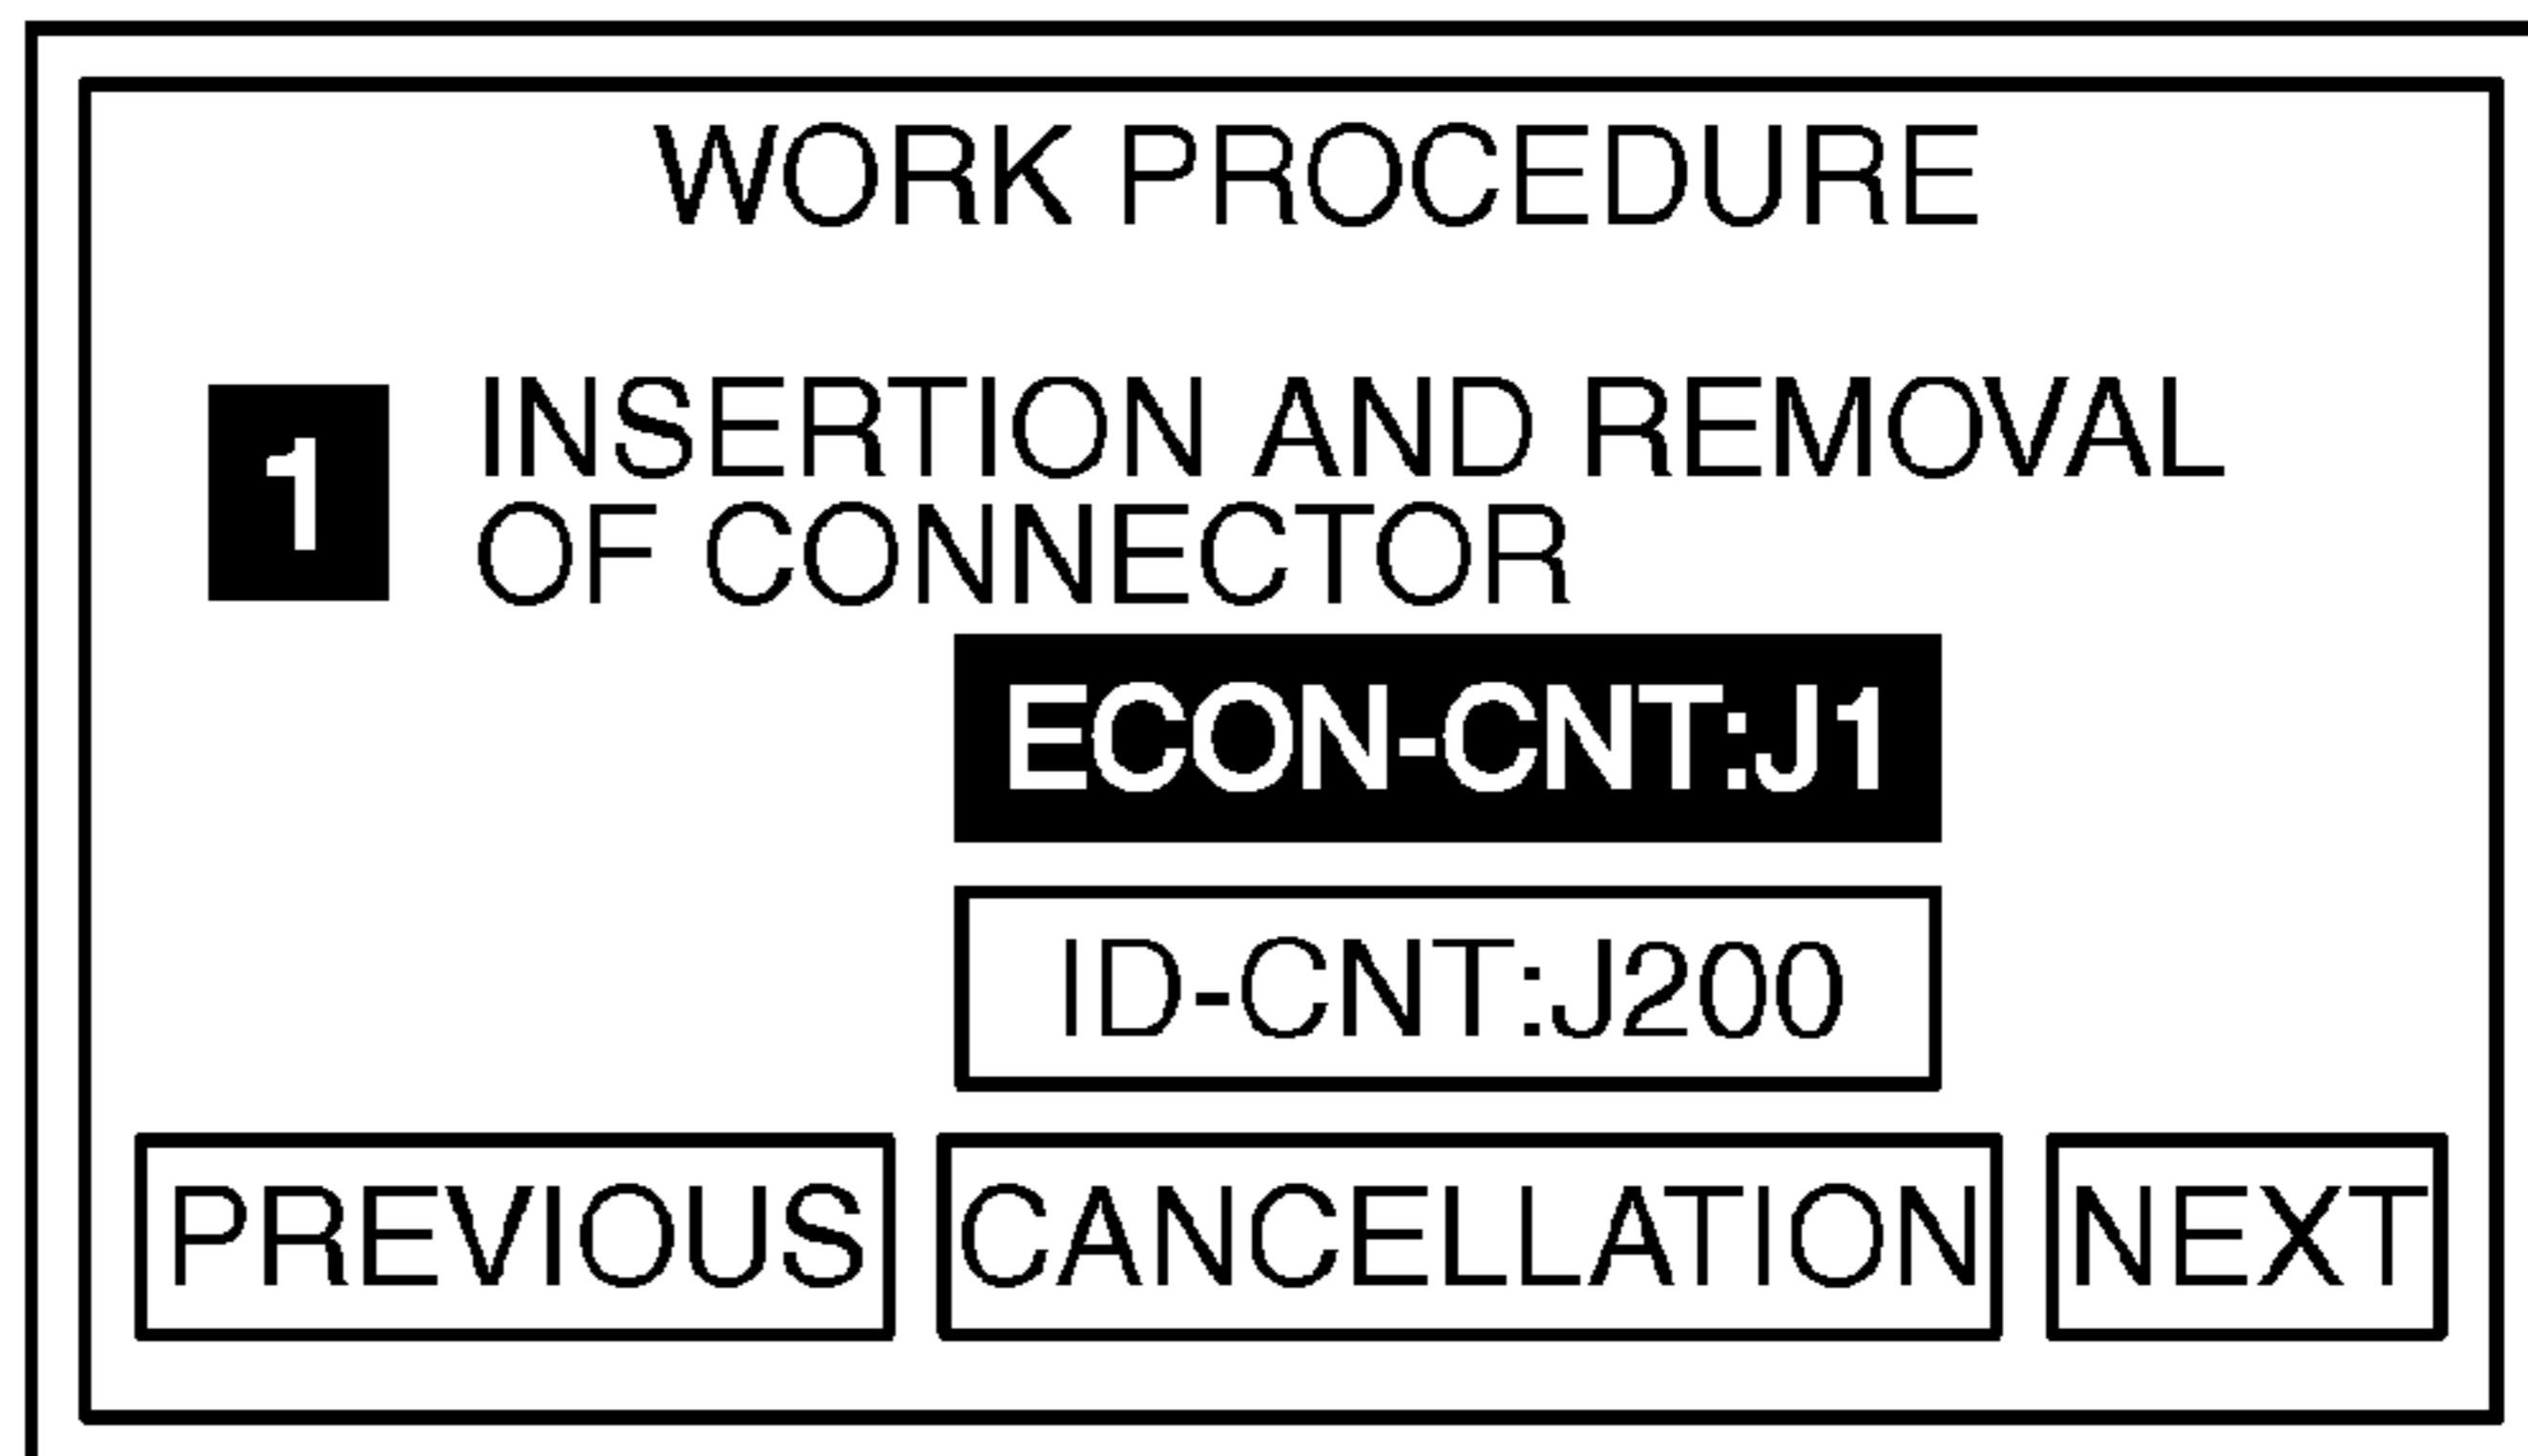 WORK PROCEDURE
1 INSERTION AND REMOVAL
OF CONNECTOR
ECON-CNT:J1
ID-CNT:J200
PREVIOUS CANCELLATION NEXT